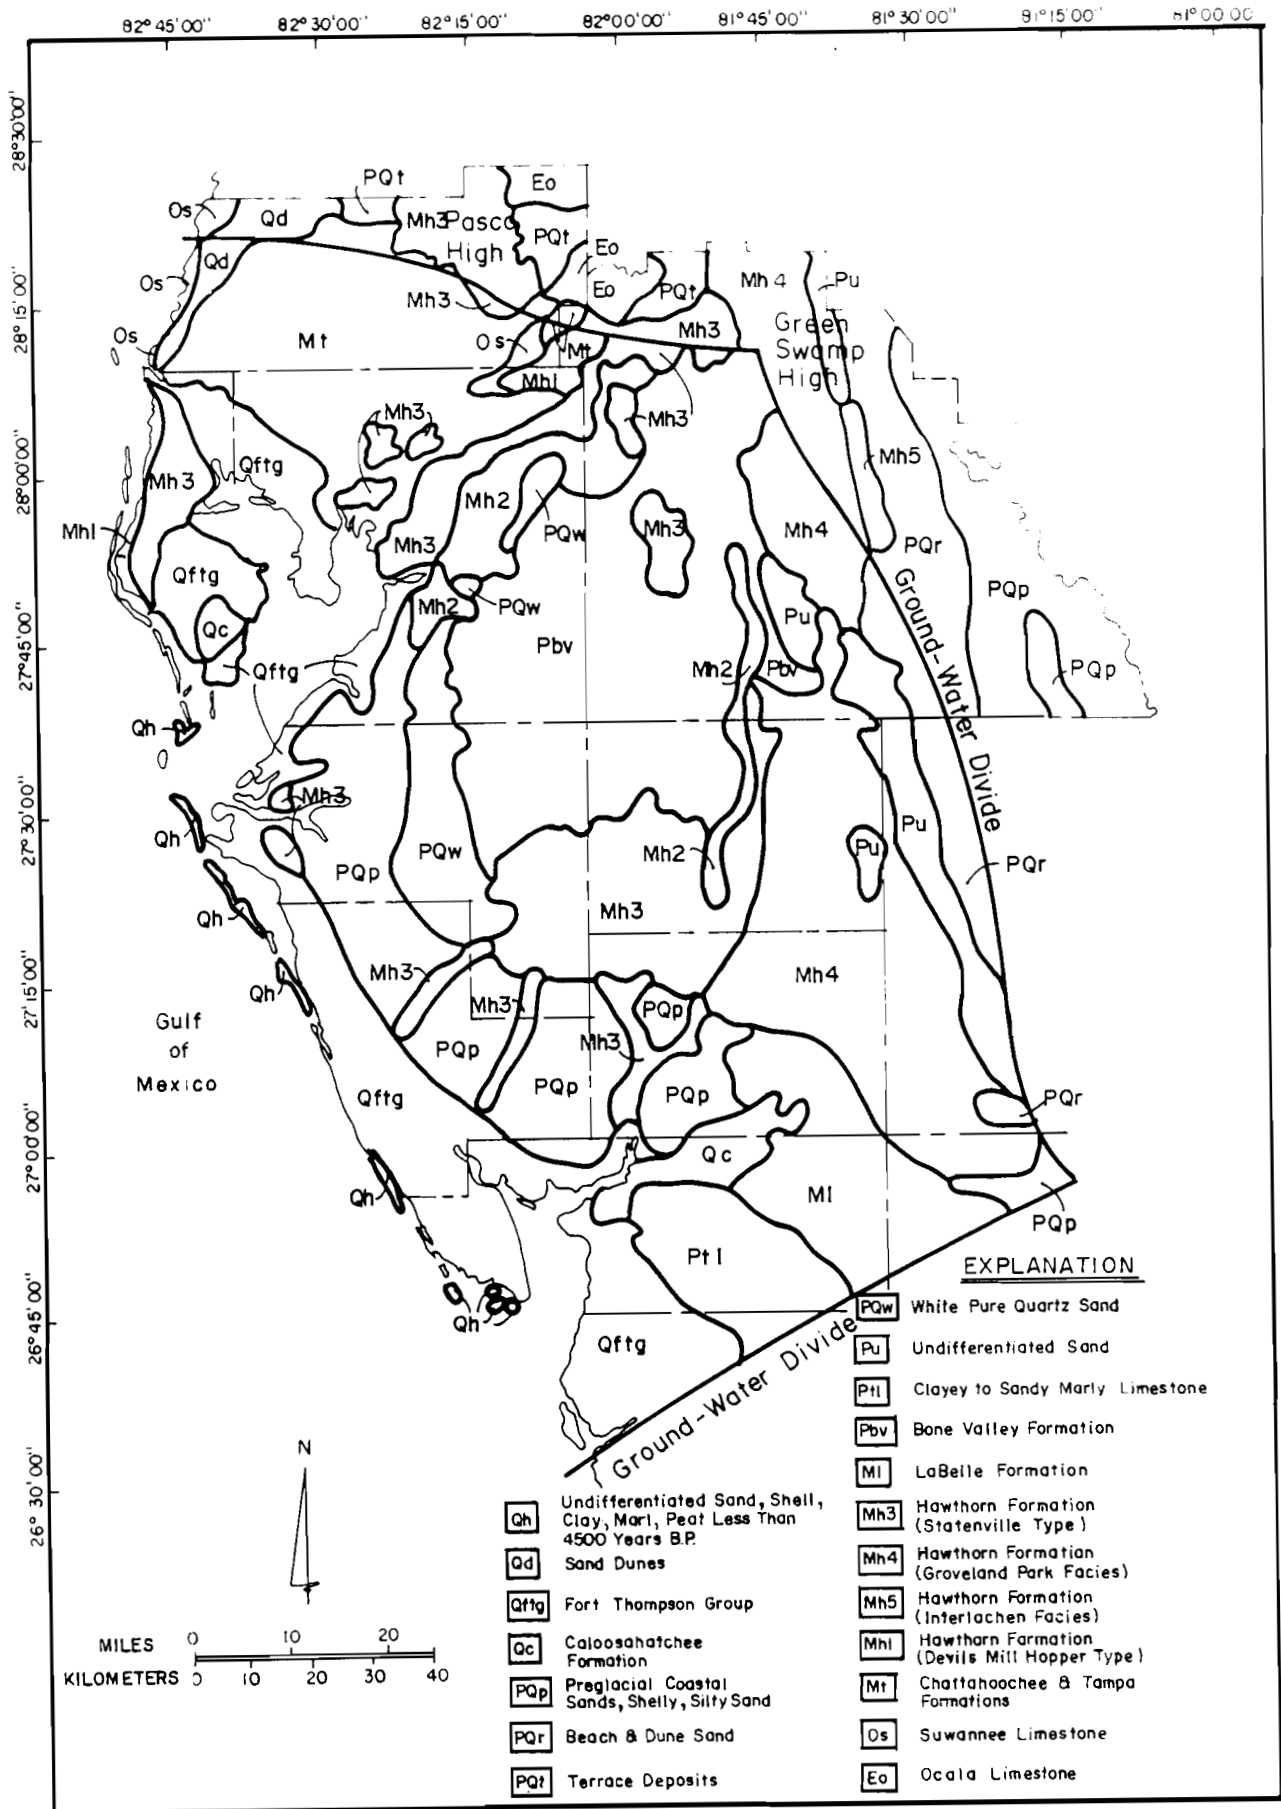 82°45'00"
82°30'00"
82°15'00"
82°00'00"
81°45'00"
81°30'00"
81°15'00"
81°00'00
28°30'00"
28°15'00"
28°00'00"
27°45'00"
27°30'00"
27°15'00"
27°00'00"
26°45'00"
26°30'00"
PQt
Eo
Os
Qd
Mh3
Pasco
High
PQt
Eo
Qd
Os
Mh3
Eo
PQt
Mh4
Pu
Mh3
Green
Swamp
High
Os
Mt
Os
Mt
Mhl
Mh3
Mh3
Mh3
Qftg
Mh5
Mh2
PQw
Mh3
Mh4
Mhl
Mh3
PQr
Qftg
PQw
Mh2
PQp
Qc
Pbv
Pu
Qftg
Mh2
Pbv
PQp
Ground-Water Divide
Qh
Mh3
Qh
PQp
PQw
Mh2
Pu
Pu
PQr
Qh
Mh3
Mh3
Mh4
Qh
Mh3
PQp
Gulf
of
Mexico
PQp
Mh3
PQp
PQp
Qftg
PQr
Qc
Qh
Ml
PQp
Ptl
Qh
Qftg
Ground-Water Divide
EXPLANATION
PQw White Pure Quartz Sand
Pu Undifferentiated Sand
Ptl Clayey to Sandy Marly Limestone
Pbv Bone Valley Formation
Ml LaBelle Formation
Mh3 Hawthorn Formation
(Statenville Type)
Mh4 Hawthorn Formation
(Groveland Park Facies)
Mh5 Hawthorn Formation
(Interlachen Facies)
Mhl Hawthorn Formation
(Devils Mill Hopper Type)
Mt Chattahoochee & Tampa
Formations
Os Suwannee Limestone
Eo Ocala Limestone
Qh Undifferentiated Sand, Shell,
Clay, Marl, Peat Less Than
4500 Years B.P.
Qd Sand Dunes
Qftg Fort Thompson Group
Qc Caloosahatchee
Formation
PQp Preglacial Coastal
Sands, Shelly, Silty Sand
PQr Beach & Dune Sand
PQt Terrace Deposits
N
MILES 0 10 20
KILOMETERS 0 10 20 30 40